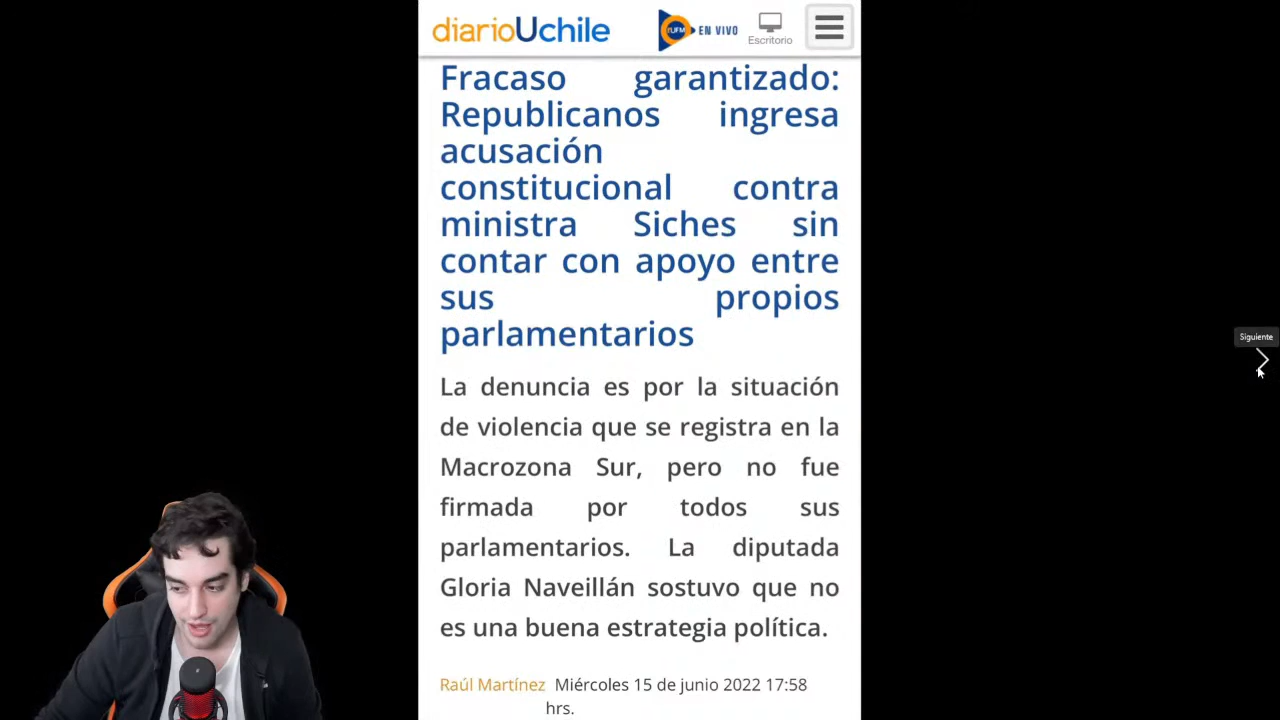 diarioUchile
rUFM EN VIVO
Escritorio
Fracaso garantizado:
Republicanos ingresa
acusación
constitucional contra
ministra Siches sin
contar con apoyo entre
sus propios
parlamentarios
Siguiente
La denuncia es por la situación
de violencia que se registra en la
Macrozona Sur, pero no fue
firmada por todos sus
parlamentarios. La diputada
Gloria Naveillán sostuvo que no
es una buena estrategia política.
Raúl Martínez Miércoles 15 de junio 2022 17:58
hrs.